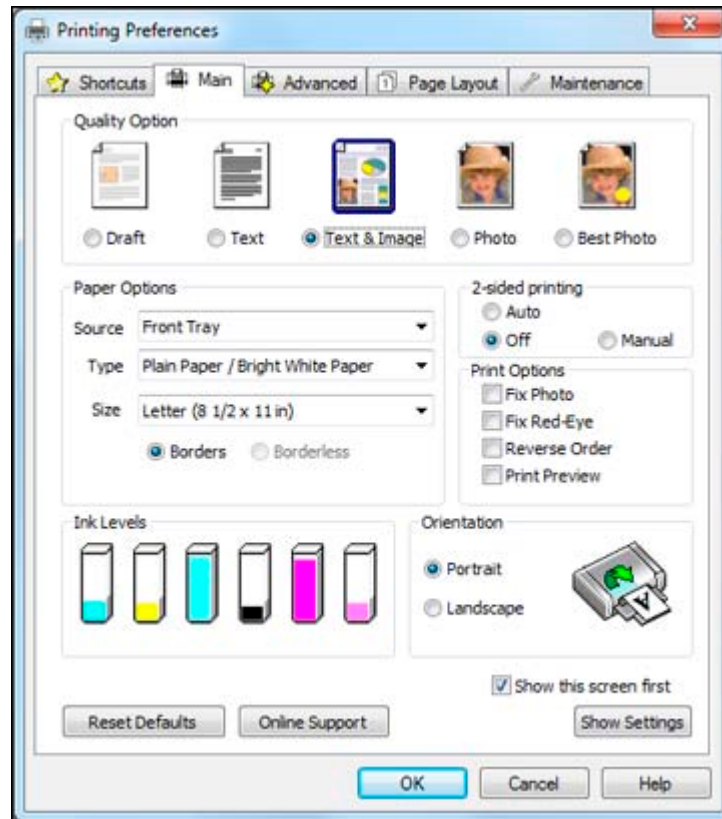 Printing Preferences
Shortcuts Main Advanced 1 Page Layout Maintenance
Quality Option
Draft Text Text & Image Photo Best Photo
Paper Options
Source Front Tray
Type Plain Paper / Bright White Paper
Size Letter (8 1/2 x 11 in)
Borders Borderless
2-sided printing
Auto
Off Manual
Print Options
Fix Photo
Fix Red-Eye
Reverse Order
Print Preview
Ink Levels
Orientation
Portrait
Landscape
A
Show this screen first
Reset Defaults Online Support Show Settings
OK Cancel Help